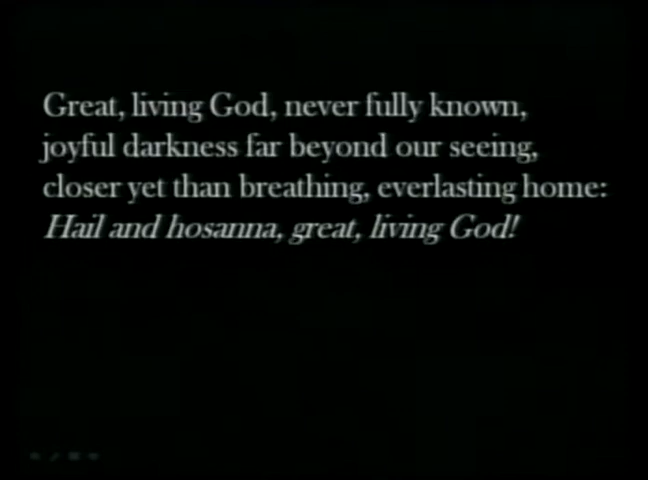 Great, living God, never fully known,
joyful darkness far beyond our seeing,
closer yet than breathing, everlasting home:
Hail and hosanna, great, living God!